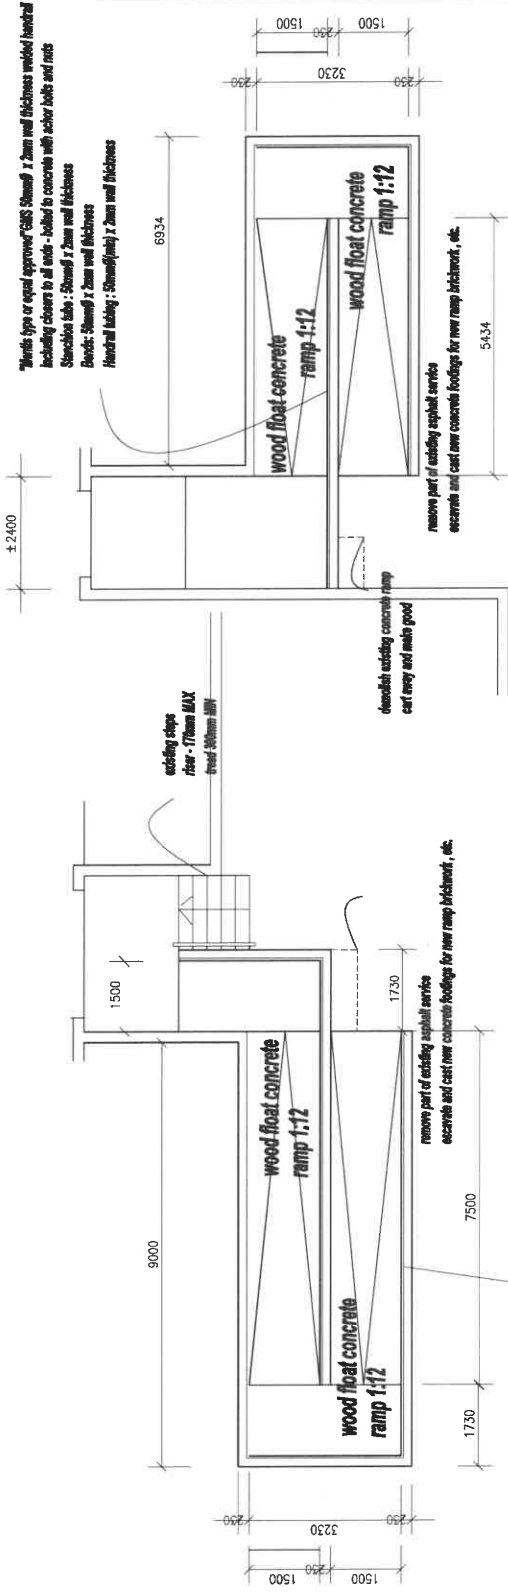 "Mentis type or equal approved"GMS 50mmØ x 2mm wall thickness welded handrail
including closers to all ends - bolted to concrete with achor bolts and nuts
Stanchion tube : 50mmØ x 2mm wall thickness
Bends: 50mmØ x 2mm wall thickness
Handrail tubing : 50mmØ(min) x 2mm wall thickness
±2400
6934
230
3230
230
1500
230
1500
wood float concrete
ramp 1:12
wood float concrete
ramp 1:12
5434
remove part of existing asphalt service
escavate and cast new concrete footings for new ramp brickwork , etc.
demolish existing concrete ramp
cart away and make good
existing steps
riser - 170mm MAX
tread 300mm MIN
1500
9000
wood float concrete
ramp 1:12
wood float concrete
ramp 1:12
1730
remove part of existing asphalt service
escavate and cast new concrete footings for new ramp brickwork , etc.
7500
1730
230
3230
230
1500
230
1500